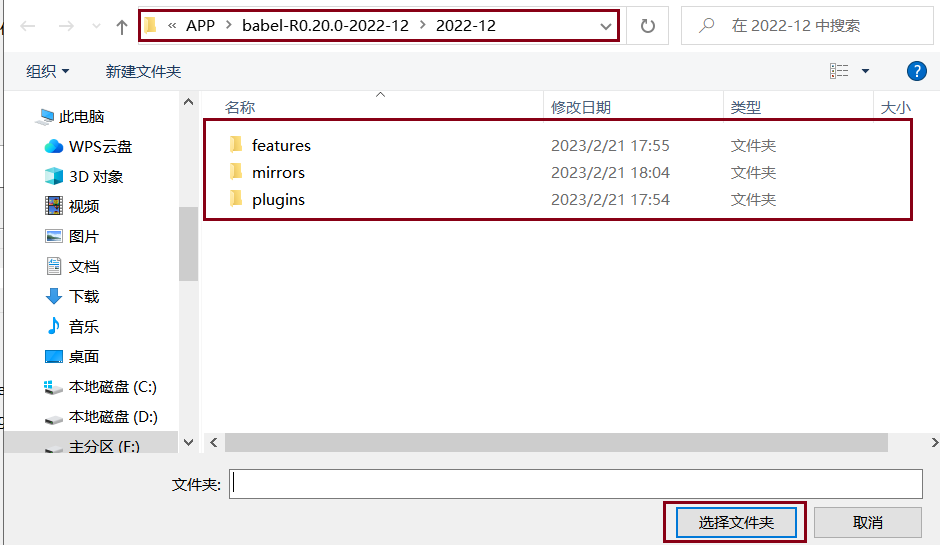 « APP > babel-R0.20.0-2022-12 > 2022-12
在 2022-12 中搜索
组织
新建文件夹
?
此电脑
WPS云盘
3D 对象
视频
图片
文档
下载
音乐
桌面
本地磁盘 (C:)
本地磁盘 (D:)
主分区 (E:)
名称 修改日期 类型 大小
features 2023/2/21 17:55 文件夹
mirrors 2023/2/21 18:04 文件夹
plugins 2023/2/21 17:54 文件夹
文件夹:
选择文件夹 取消